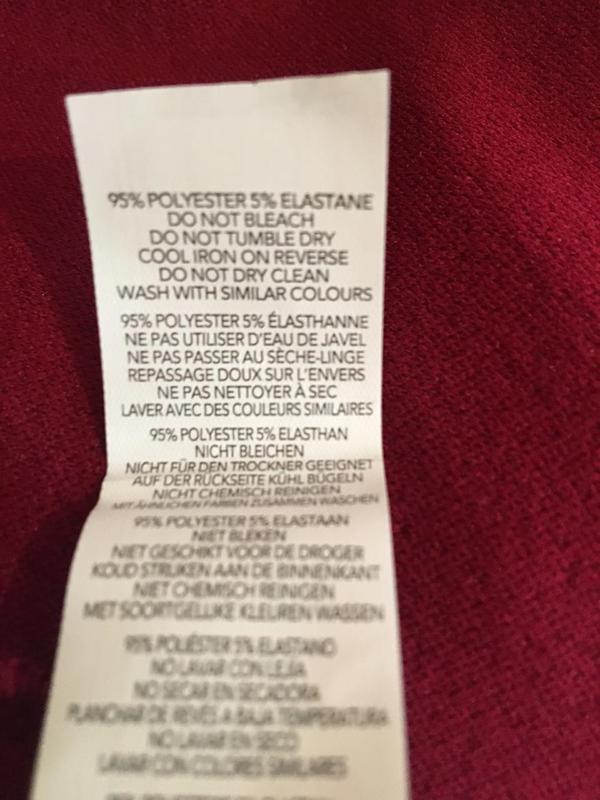 95% POLYESTER 5% ELASTANE
DO NOT BLEACH
DO NOT TUMBLE DRY
COOL IRON ON REVERSE
DO NOT DRY CLEAN
WASH WITH SIMILAR COLOURS
95% POLYESTER 5% ÉLASTHANNE
NE PAS UTILISER D'EAU DE JAVEL
NE PAS PASSER AU SÈCHE-LINGE
REPASSAGE DOUX SUR L'ENVERS
NE PAS NETTOYER À SEC
LAVER AVEC DES COULEURS SIMILAIRES
95% POLYESTER 5% ELASTHAN
NICHT BLEICHEN
NICHT FÜR DEN TROCKNER GEEIGNET
AUF DER RÜCKSEITE KÜHL BÜGELN
NICHT CHEMISCH REINIGEN
MIT ÄHNLICHEN FARBEN ZUSAMMEN WASCHEN
95% POLYESTER 5% ELASTAAN
NIET BLEKEN
NIET GESCHIKT VOOR DE DROGER
KOUD STRIJKEN AAN DE BINNENKANT
NIET CHEMISCH REINIGEN
MET SOORTGELIJKE KLEUREN WASSEN
95% POLIÉSTER 5% ELASTANO
NO LAVAR CON LEJÍA
NO SECAR EN SECADORA
PLANCHAR DE REVÉS A BAJA TEMPERATURA
NO LAVAR EN SECO
LAVAR CON COLORES SIMILARES